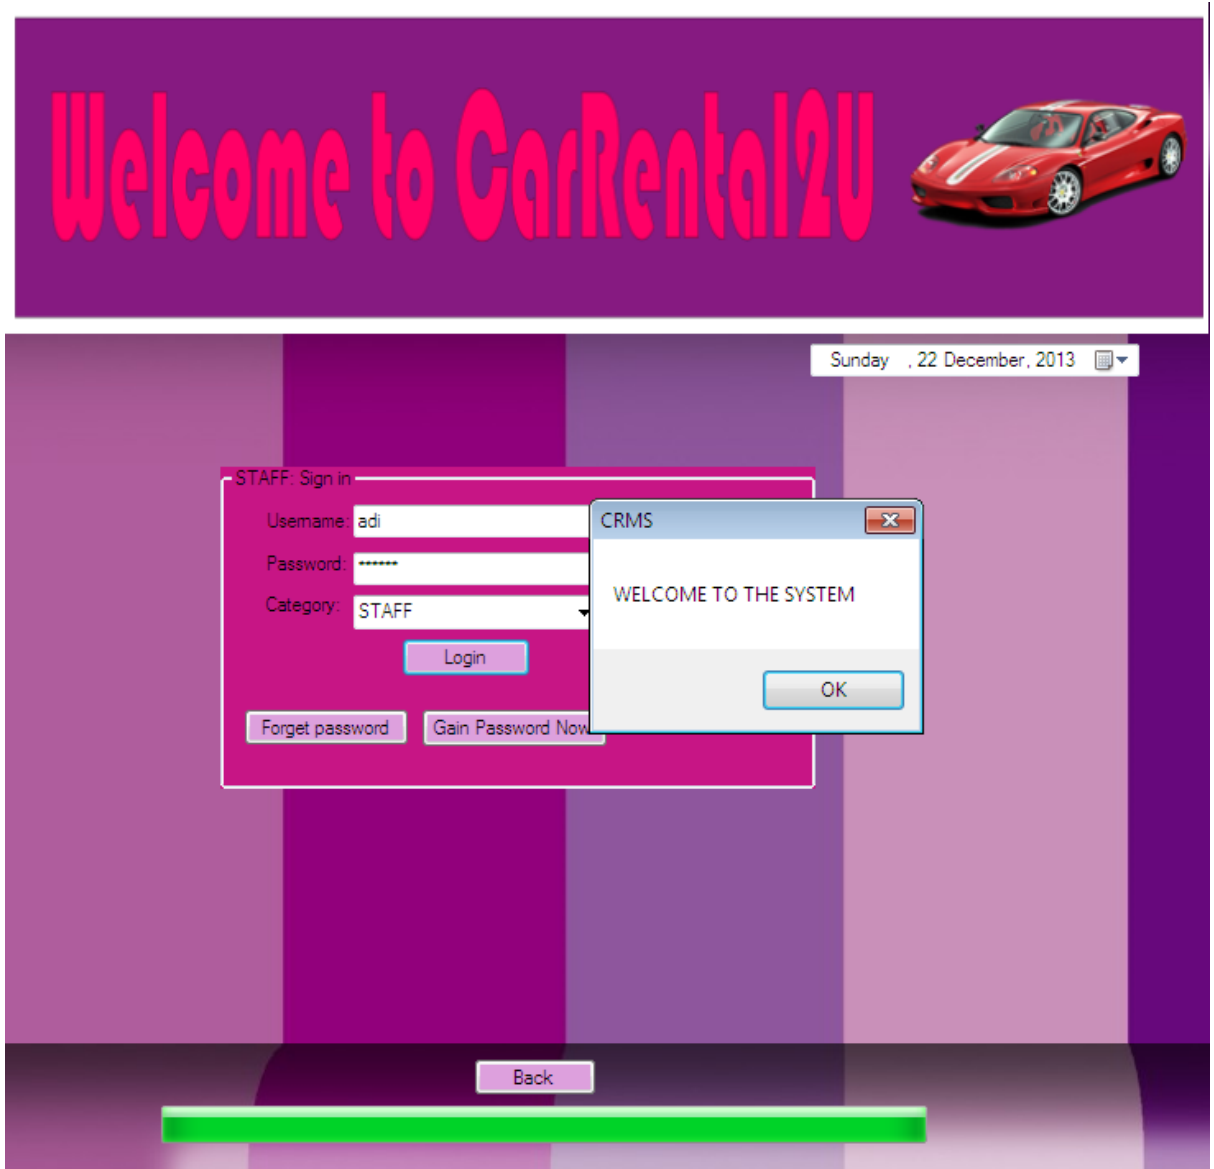 Welcome to CarRental2U
Sunday , 22 December, 2013
STAFF: Sign in
Username: adi
Password: ******
Category: STAFF
Login
Forget password
Gain Password Now
CRMS
WELCOME TO THE SYSTEM
OK
Back